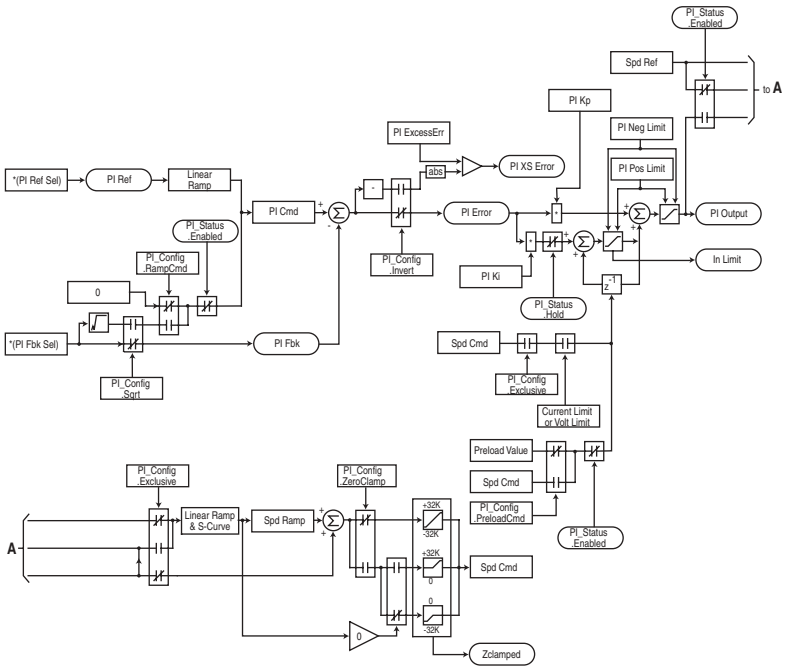 PI_Status
.Enabled
Spd Ref
to A
PI Kp
PI ExcessErr
PI Neg Limit
abs
PI XS Error
PI Pos Limit
*(PI Ref Sel)
PI Ref
Linear
Ramp
-
PI Cmd
+
Σ
-
PI Error
*
+
Σ
+
PI Output
PI_Status
.Enabled
*
+
Σ
+
PI_Config
.RampCmd
PI_Config
.Invert
In Limit
PI Ki
0
PI_Status
.Hold
z-1
*(PI Fbk Sel)
PI Fbk
Spd Cmd
PI_Config
.Sqrt
PI_Config
.Exclusive
Current Limit
or Volt Limit
Preload Value
PI_Config
.Exclusive
PI_Config
.ZeroClamp
Spd Cmd
PI_Config
.PreloadCmd
PI_Status
.Enabled
A
Linear Ramp
& S-Curve
Spd Ramp
+
Σ
+
+32K
-32K
+32K
0
Spd Cmd
0
-32K
0
Zclamped